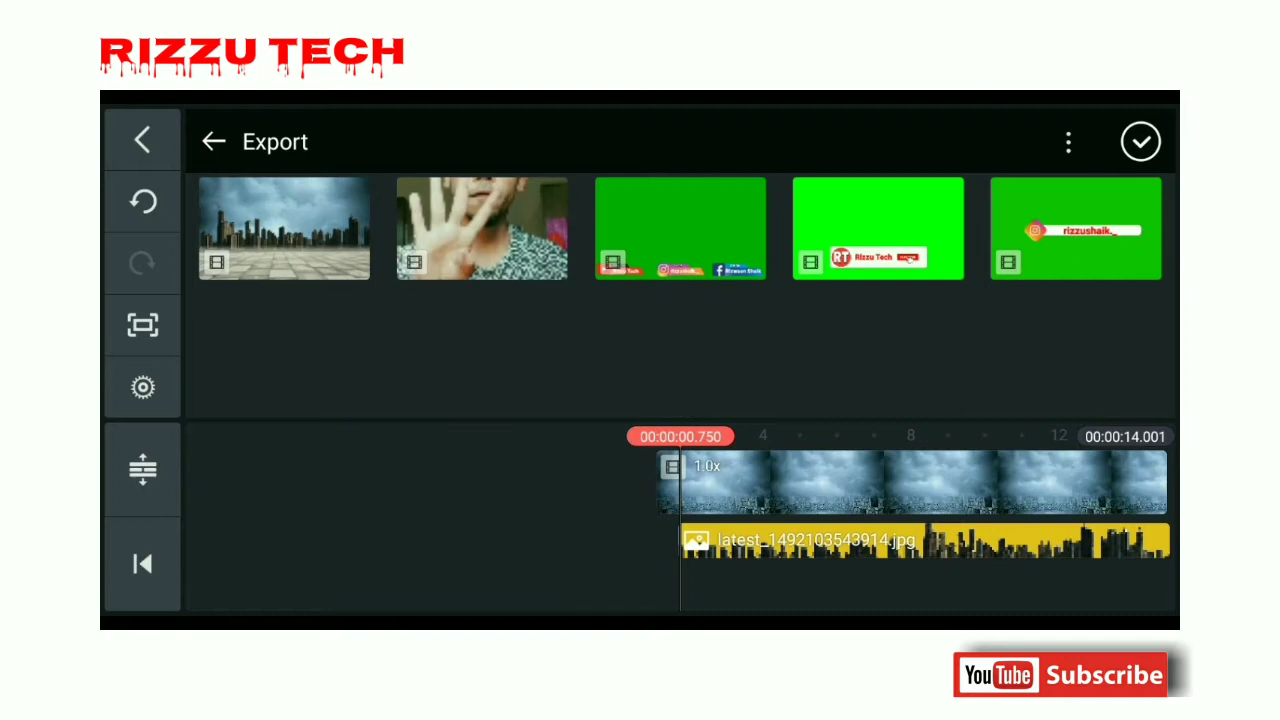 RIZZU TECH
Export
rizzushaik._
Rizzu Tech
RT
00:00:00.750
4
8
12
00:00:14.001
1.0x
latest_1492103543914.jpg
YouTube Subscribe